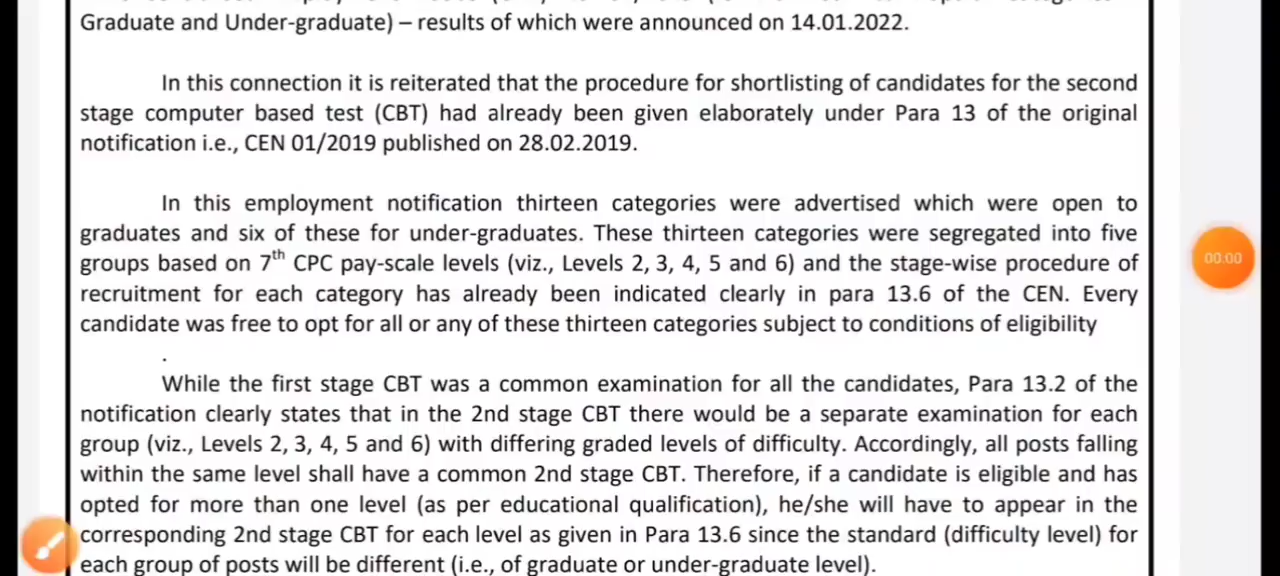 Graduate and Under-graduate) – results of which were announced on 14.01.2022.
In this connection it is reiterated that the procedure for shortlisting of candidates for the second
stage computer based test (CBT) had already been given elaborately under Para 13 of the original
notification i.e., CEN 01/2019 published on 28.02.2019.
In this employment notification thirteen categories were advertised which were open to
graduates and six of these for under-graduates. These thirteen categories were segregated into five
groups based on 7th CPC pay-scale levels (viz., Levels 2, 3, 4, 5 and 6) and the stage-wise procedure of
recruitment for each category has already been indicated clearly in para 13.6 of the CEN. Every
candidate was free to opt for all or any of these thirteen categories subject to conditions of eligibility
.
While the first stage CBT was a common examination for all the candidates, Para 13.2 of the
notification clearly states that in the 2nd stage CBT there would be a separate examination for each
group (viz., Levels 2, 3, 4, 5 and 6) with differing graded levels of difficulty. Accordingly, all posts falling
within the same level shall have a common 2nd stage CBT. Therefore, if a candidate is eligible and has
opted for more than one level (as per educational qualification), he/she will have to appear in the
corresponding 2nd stage CBT for each level as given in Para 13.6 since the standard (difficulty level) for
each group of posts will be different (i.e., of graduate or under-graduate level).
00:00